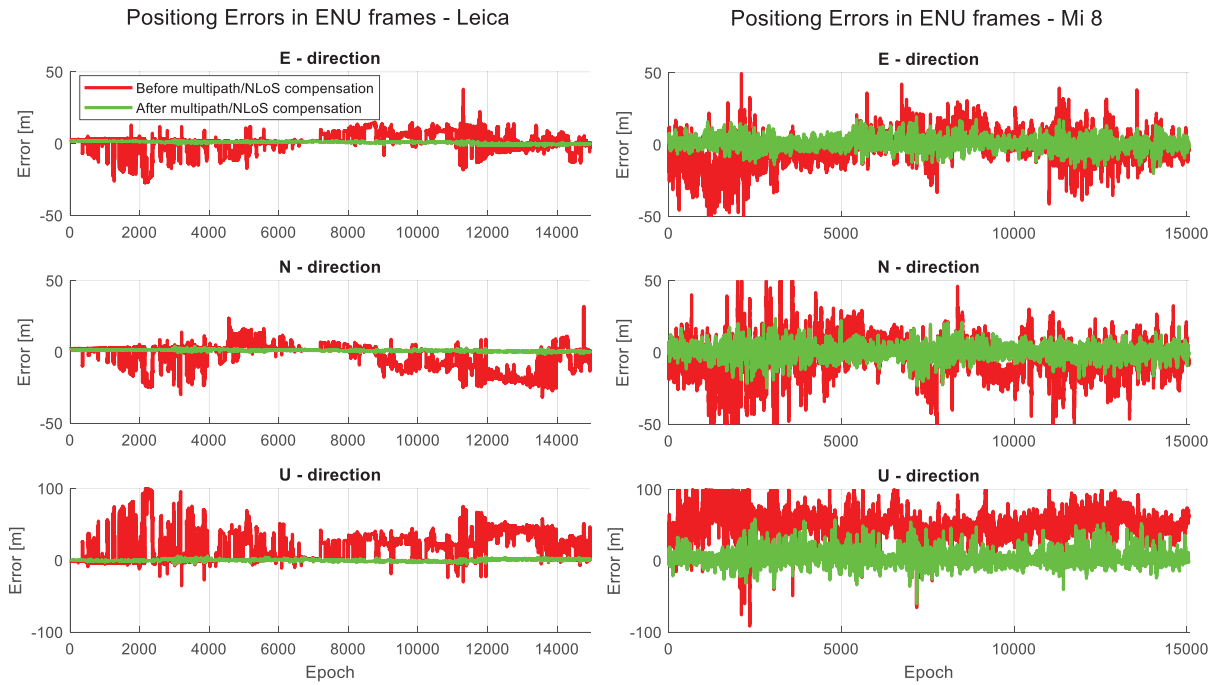 Positiong Errors in ENU frames - Leica
E - direction
Before multipath/NLoS compensation
After multipath/NLoS compensation
50
0
-50
Error [m]
0 2000 4000 6000 8000 10000 12000 14000
N - direction
50
0
-50
Error [m]
0 2000 4000 6000 8000 10000 12000 14000
U - direction
100
0
-100
Error [m]
0 2000 4000 6000 8000 10000 12000 14000
Epoch
Positiong Errors in ENU frames - Mi 8
E - direction
50
0
-50
Error [m]
0 5000 10000 15000
N - direction
50
0
-50
Error [m]
0 5000 10000 15000
U - direction
100
0
-100
Error [m]
0 5000 10000 15000
Epoch